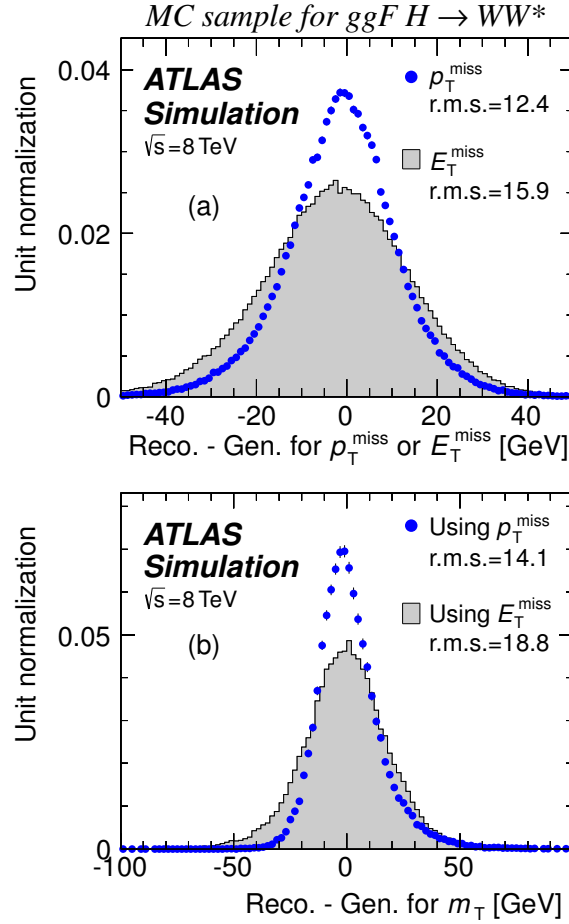 MC sample for ggF H → WW*
ATLAS
Simulation
√s = 8 TeV
(a)
p_T^miss
r.m.s.=12.4
E_T^miss
r.m.s.=15.9
Unit normalization
0.04
0.02
0
-40 -20 0 20 40
Reco. - Gen. for p_T^miss or E_T^miss [GeV]
ATLAS
Simulation
√s = 8 TeV
(b)
Using p_T^miss
r.m.s.=14.1
Using E_T^miss
r.m.s.=18.8
Unit normalization
0.05
0
-100 -50 0 50
Reco. - Gen. for m_T [GeV]